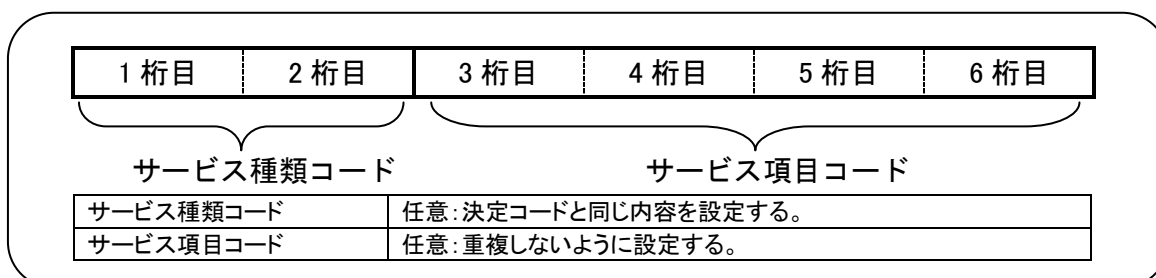 1 桁目 2 桁目 3 桁目 4 桁目 5 桁目 6 桁目
サービス種類コード サービス項目コード
サービス種類コード 任意：決定コードと同じ内容を設定する。
サービス項目コード 任意：重複しないように設定する。